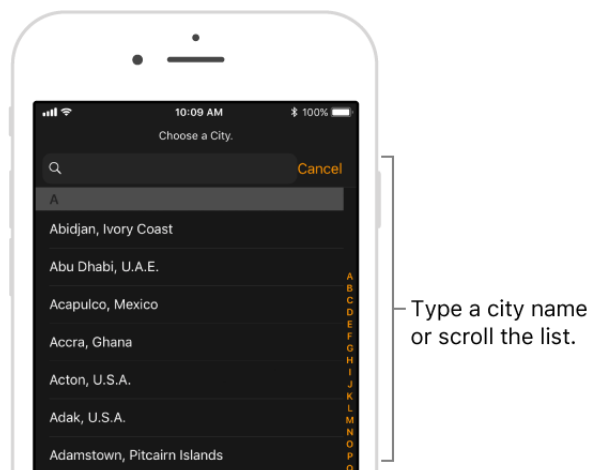 10:09 AM
100%
Choose a City.
Cancel
A
Abidjan, Ivory Coast
Abu Dhabi, U.A.E.
Acapulco, Mexico
Accra, Ghana
Acton, U.S.A.
Adak, U.S.A.
Adamstown, Pitcairn Islands
A
B
C
D
E
F
G
H
I
J
K
L
M
N
O
P
Q
Type a city name
or scroll the list.